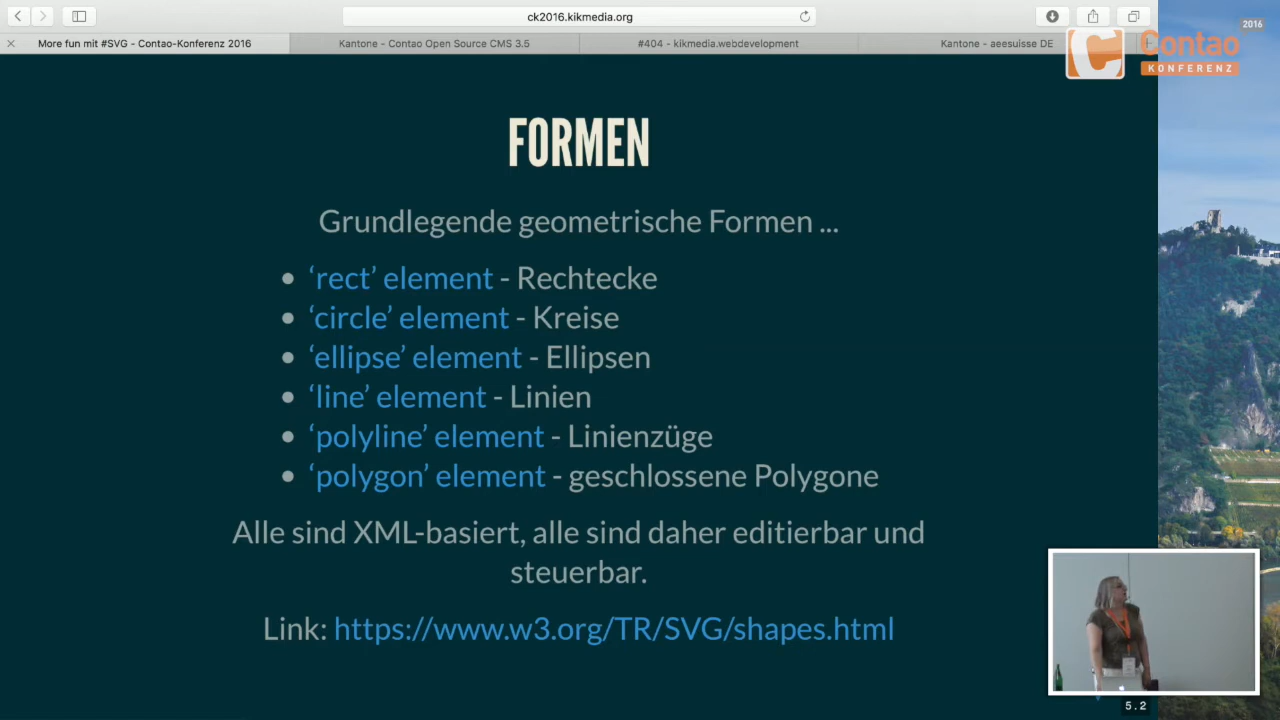 ck2016.kikmedia.org
More fun mit #SVG - Contao-Konferenz 2016
Kantone - Contao Open Source CMS 3.5
#404 - kikmedia.webdevelopment
Kantone - aeesuisse DE
2016
Contao
KONFERENZ
FORMEN
Grundlegende geometrische Formen ...
• ‘rect’ element - Rechtecke
• ‘circle’ element - Kreise
• ‘ellipse’ element - Ellipsen
• ‘line’ element - Linien
• ‘polyline’ element - Linienzüge
• ‘polygon’ element - geschlossene Polygone
Alle sind XML-basiert, alle sind daher editierbar und
steuerbar.
Link: https://www.w3.org/TR/SVG/shapes.html
5.2